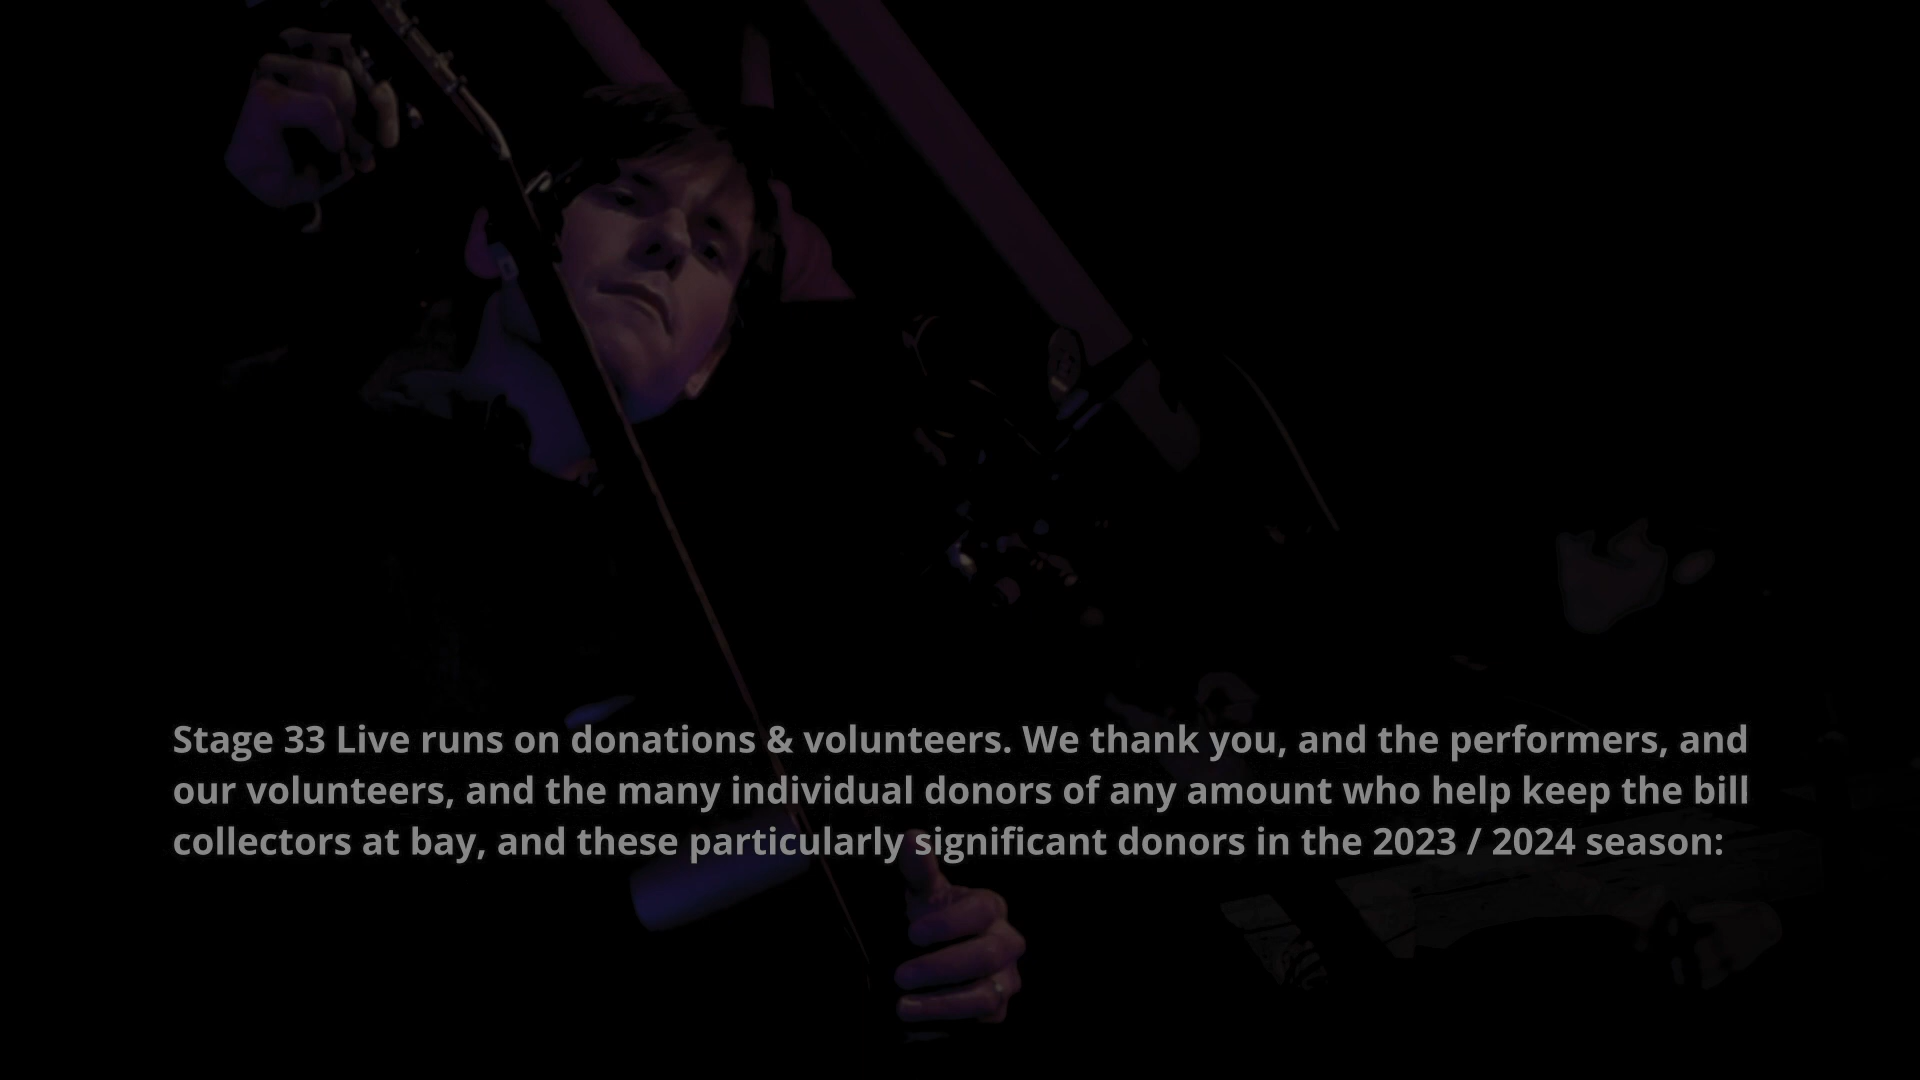 Stage 33 Live runs on donations & volunteers. We thank you, and the performers, and
our volunteers, and the many individual donors of any amount who help keep the bill
collectors at bay, and these particularly significant donors in the 2023 / 2024 season: